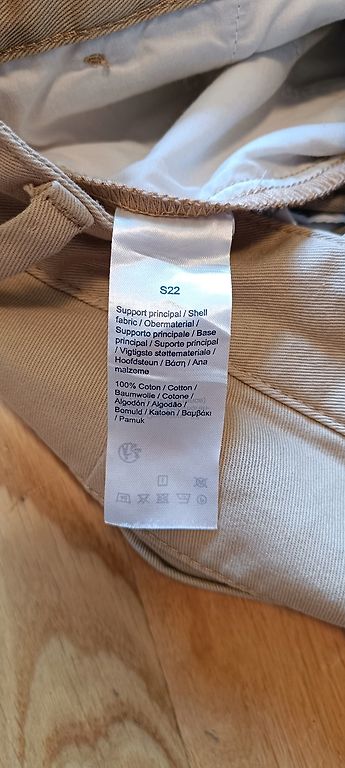 S22
Support principal / Shell
fabric / Obermaterial /
Supporto principale / Base
principal / Suporte principal
/ Vigtigste støttemateriale /
Hoofdsteun / Βάση / Ana
malzeme
100% Coton / Cotton /
Baumwolle / Cotone /
Algodón / Algodão /
Bomuld / Katoen / Βαμβάκι
/ Pamuk